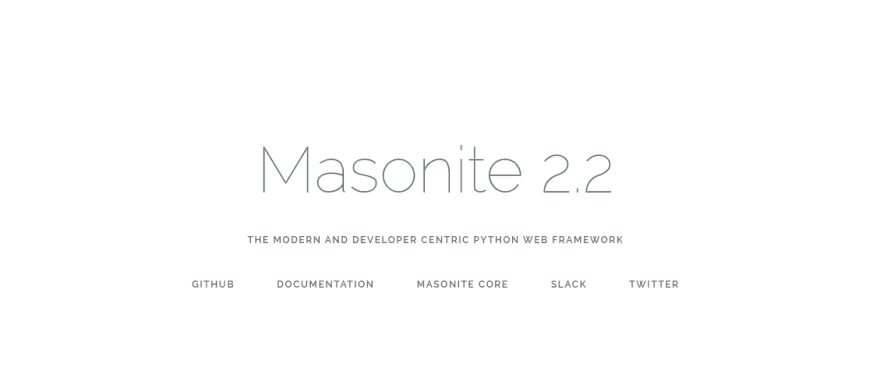 Masonite 2.2
THE MODERN AND DEVELOPER CENTRIC PYTHON WEB FRAMEWORK
GITHUB DOCUMENTATION MASONITE CORE SLACK TWITTER